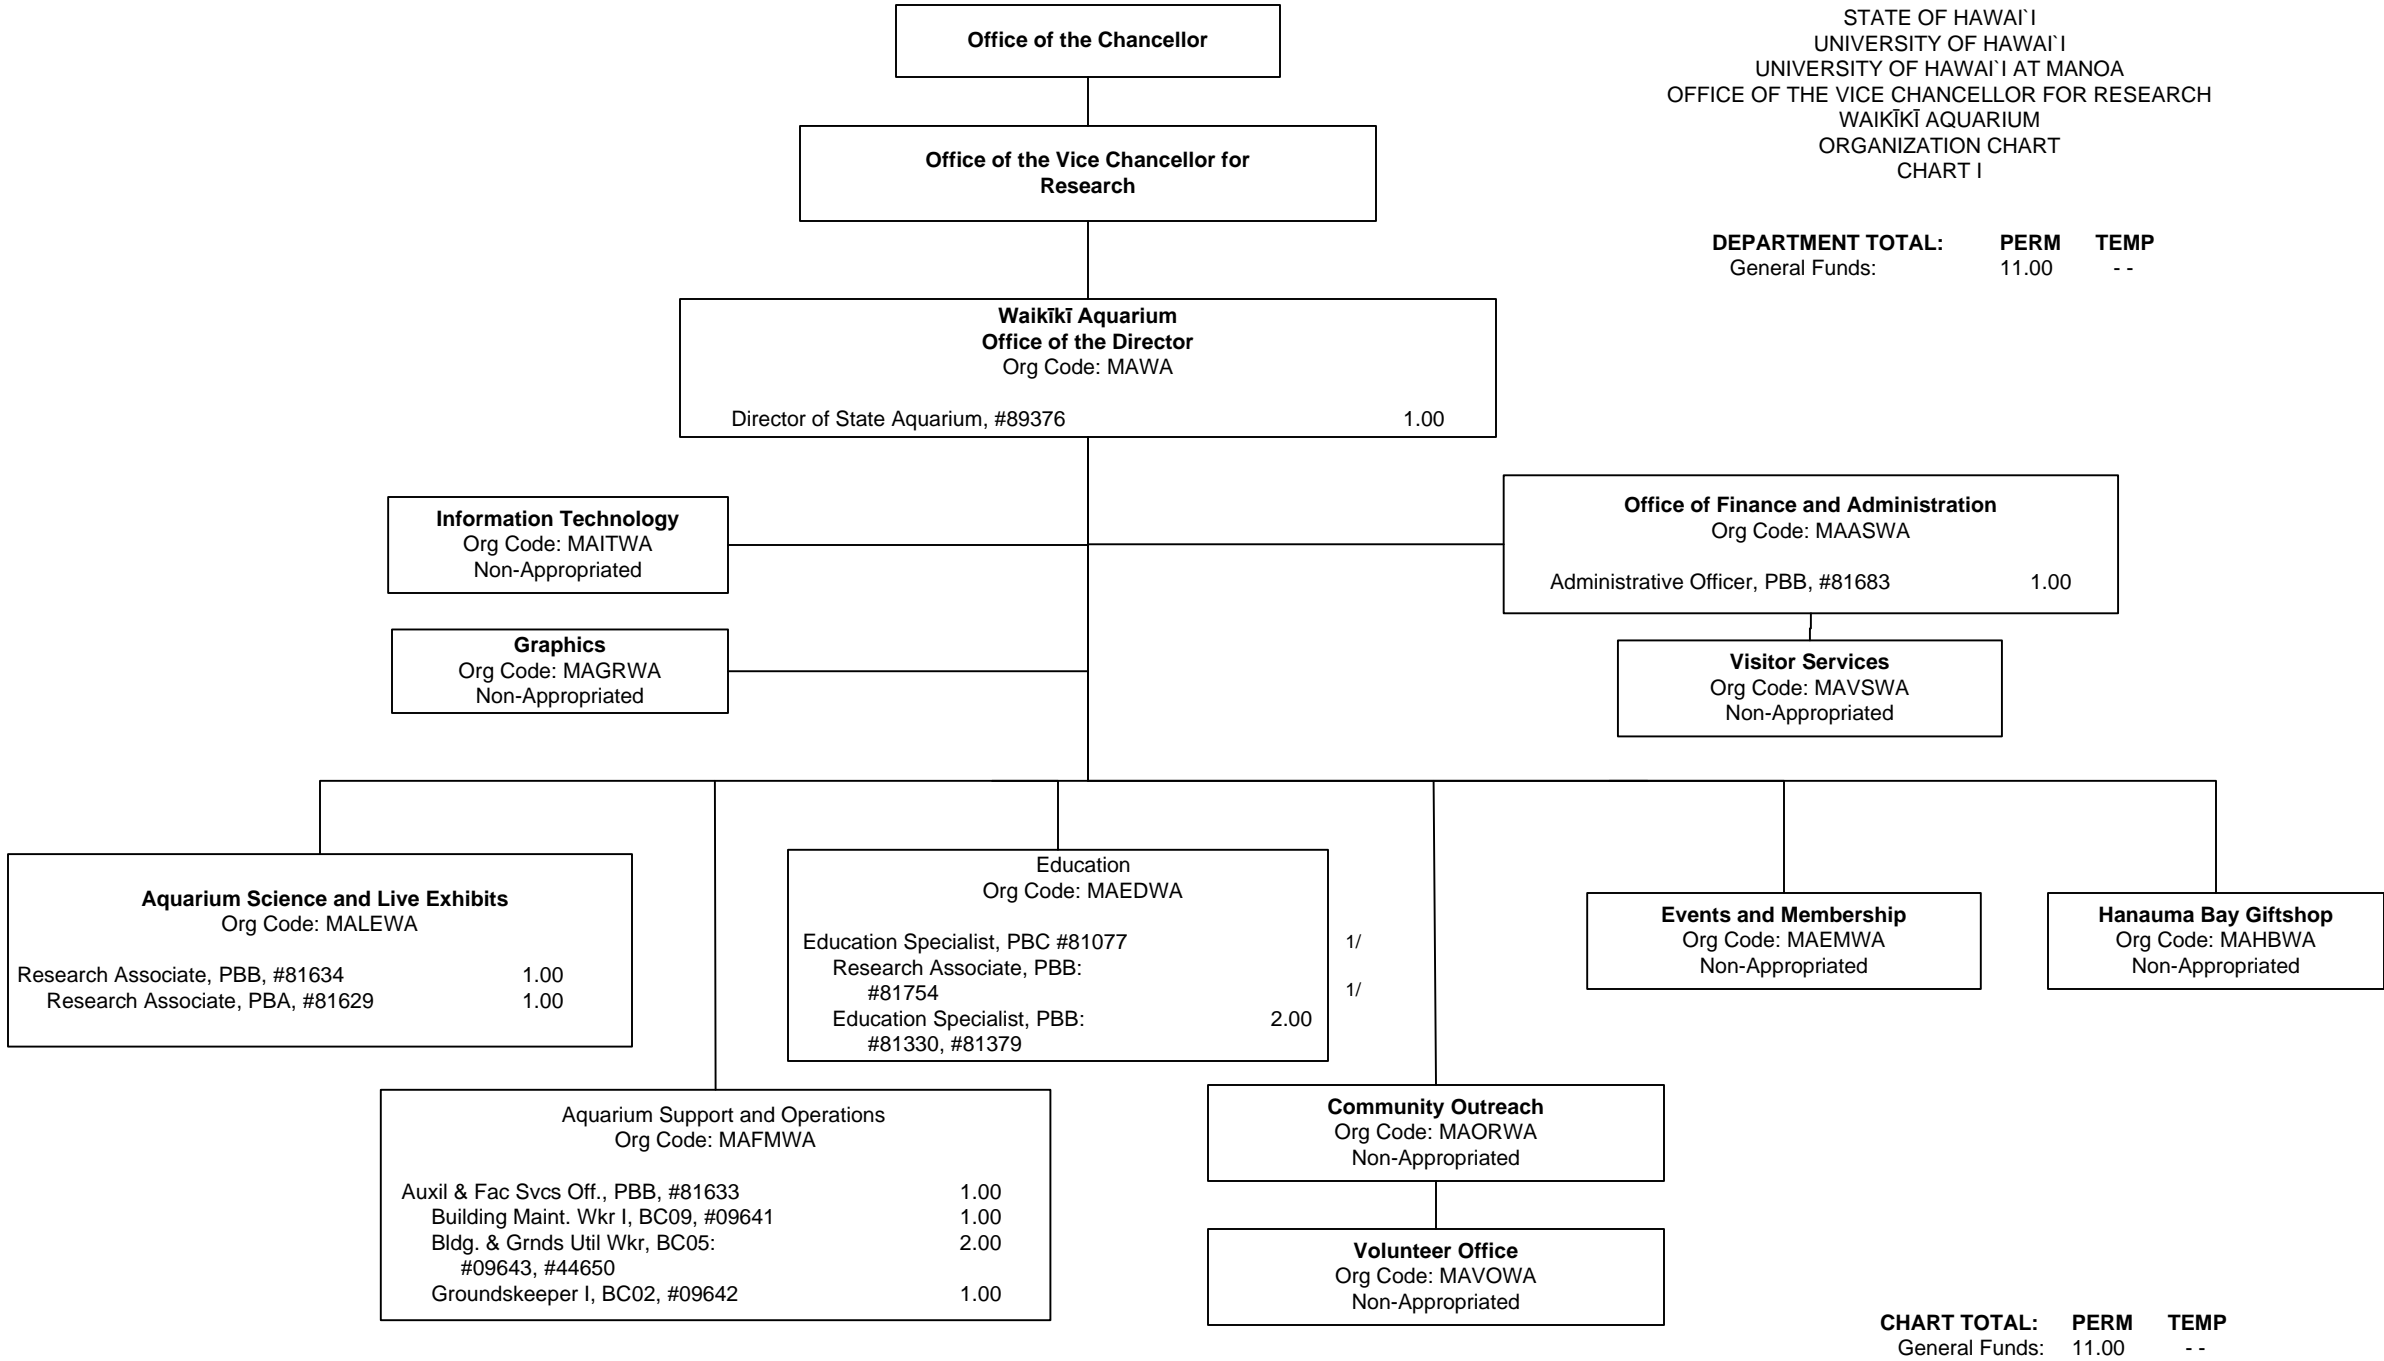 Office of the Chancellor
STATE OF HAWAI`I
UNIVERSITY OF HAWAI`I
UNIVERSITY OF HAWAI`I AT MANOA
OFFICE OF THE VICE CHANCELLOR FOR RESEARCH
WAIKĪKĪ AQUARIUM
ORGANIZATION CHART
CHART I
Office of the Vice Chancellor for
Research
DEPARTMENT TOTAL: PERM TEMP
General Funds: 11.00 - -
Waikīkī Aquarium
Office of the Director
Org Code: MAWA
Director of State Aquarium, #89376 1.00
Information Technology
Org Code: MAITWA
Non-Appropriated
Office of Finance and Administration
Org Code: MAASWA
Administrative Officer, PBB, #81683 1.00
Graphics
Org Code: MAGRWA
Non-Appropriated
Visitor Services
Org Code: MAVSWA
Non-Appropriated
Aquarium Science and Live Exhibits
Org Code: MALEWA
Research Associate, PBB, #81634 1.00
Research Associate, PBA, #81629 1.00
Aquarium Support and Operations
Org Code: MAFMWA
Auxil & Fac Svcs Off., PBB, #81633 1.00
Building Maint. Wkr I, BC09, #09641 1.00
Bldg. & Grnds Util Wkr, BC05: 2.00
#09643, #44650
Groundskeeper I, BC02, #09642 1.00
Education
Org Code: MAEDWA
Education Specialist, PBC #81077 1/
Research Associate, PBB:
#81754 1/
Education Specialist, PBB: 2.00
#81330, #81379
Community Outreach
Org Code: MAORWA
Non-Appropriated
Volunteer Office
Org Code: MAVOWA
Non-Appropriated
Events and Membership
Org Code: MAEMWA
Non-Appropriated
Hanauma Bay Giftshop
Org Code: MAHBWA
Non-Appropriated
CHART TOTAL: PERM TEMP
General Funds: 11.00 - -